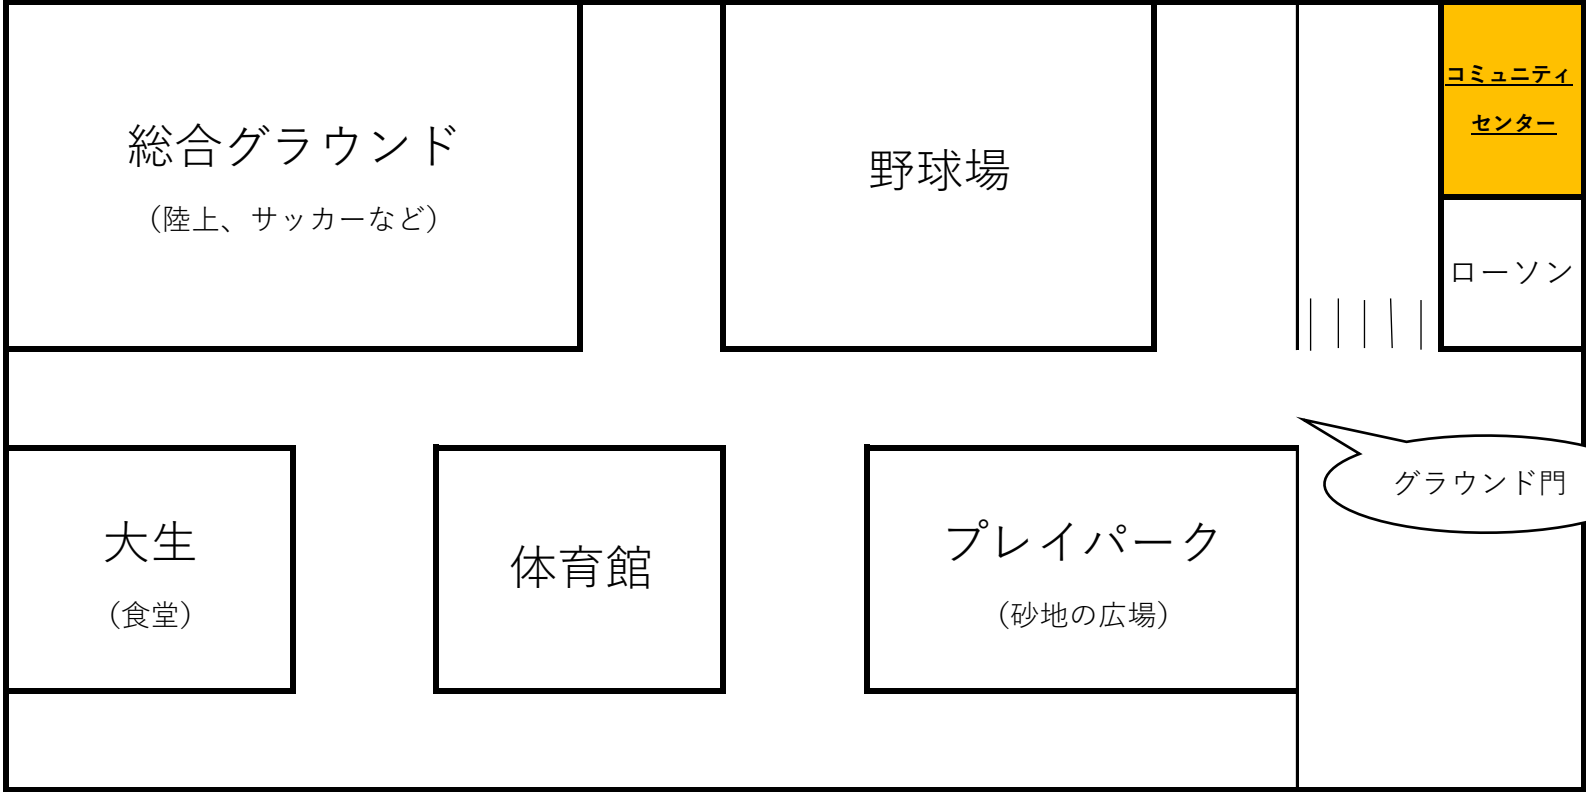 総合グラウンド
（陸上、サッカーなど）
野球場
コミュニティ
センター
ローソン
グラウンド門
大生
（食堂）
体育館
プレイパーク
（砂地の広場）